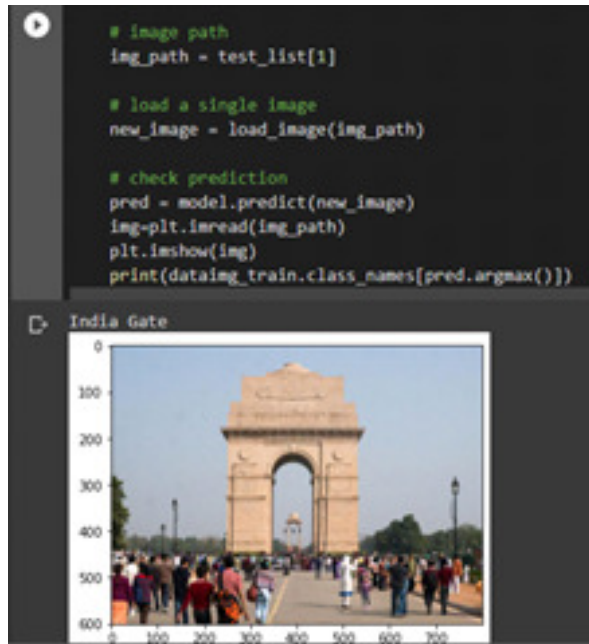 # image path
img_path = test_list[1]
# load a single image
new_image = load_image(img_path)
# check prediction
pred = model.predict(new_image)
img=plt.imread(img_path)
plt.imshow(img)
print(dataimg_train.class_names[pred.argmax()])
India Gate
0
100
200
300
400
500
600
0 100 200 300 400 500 600 700